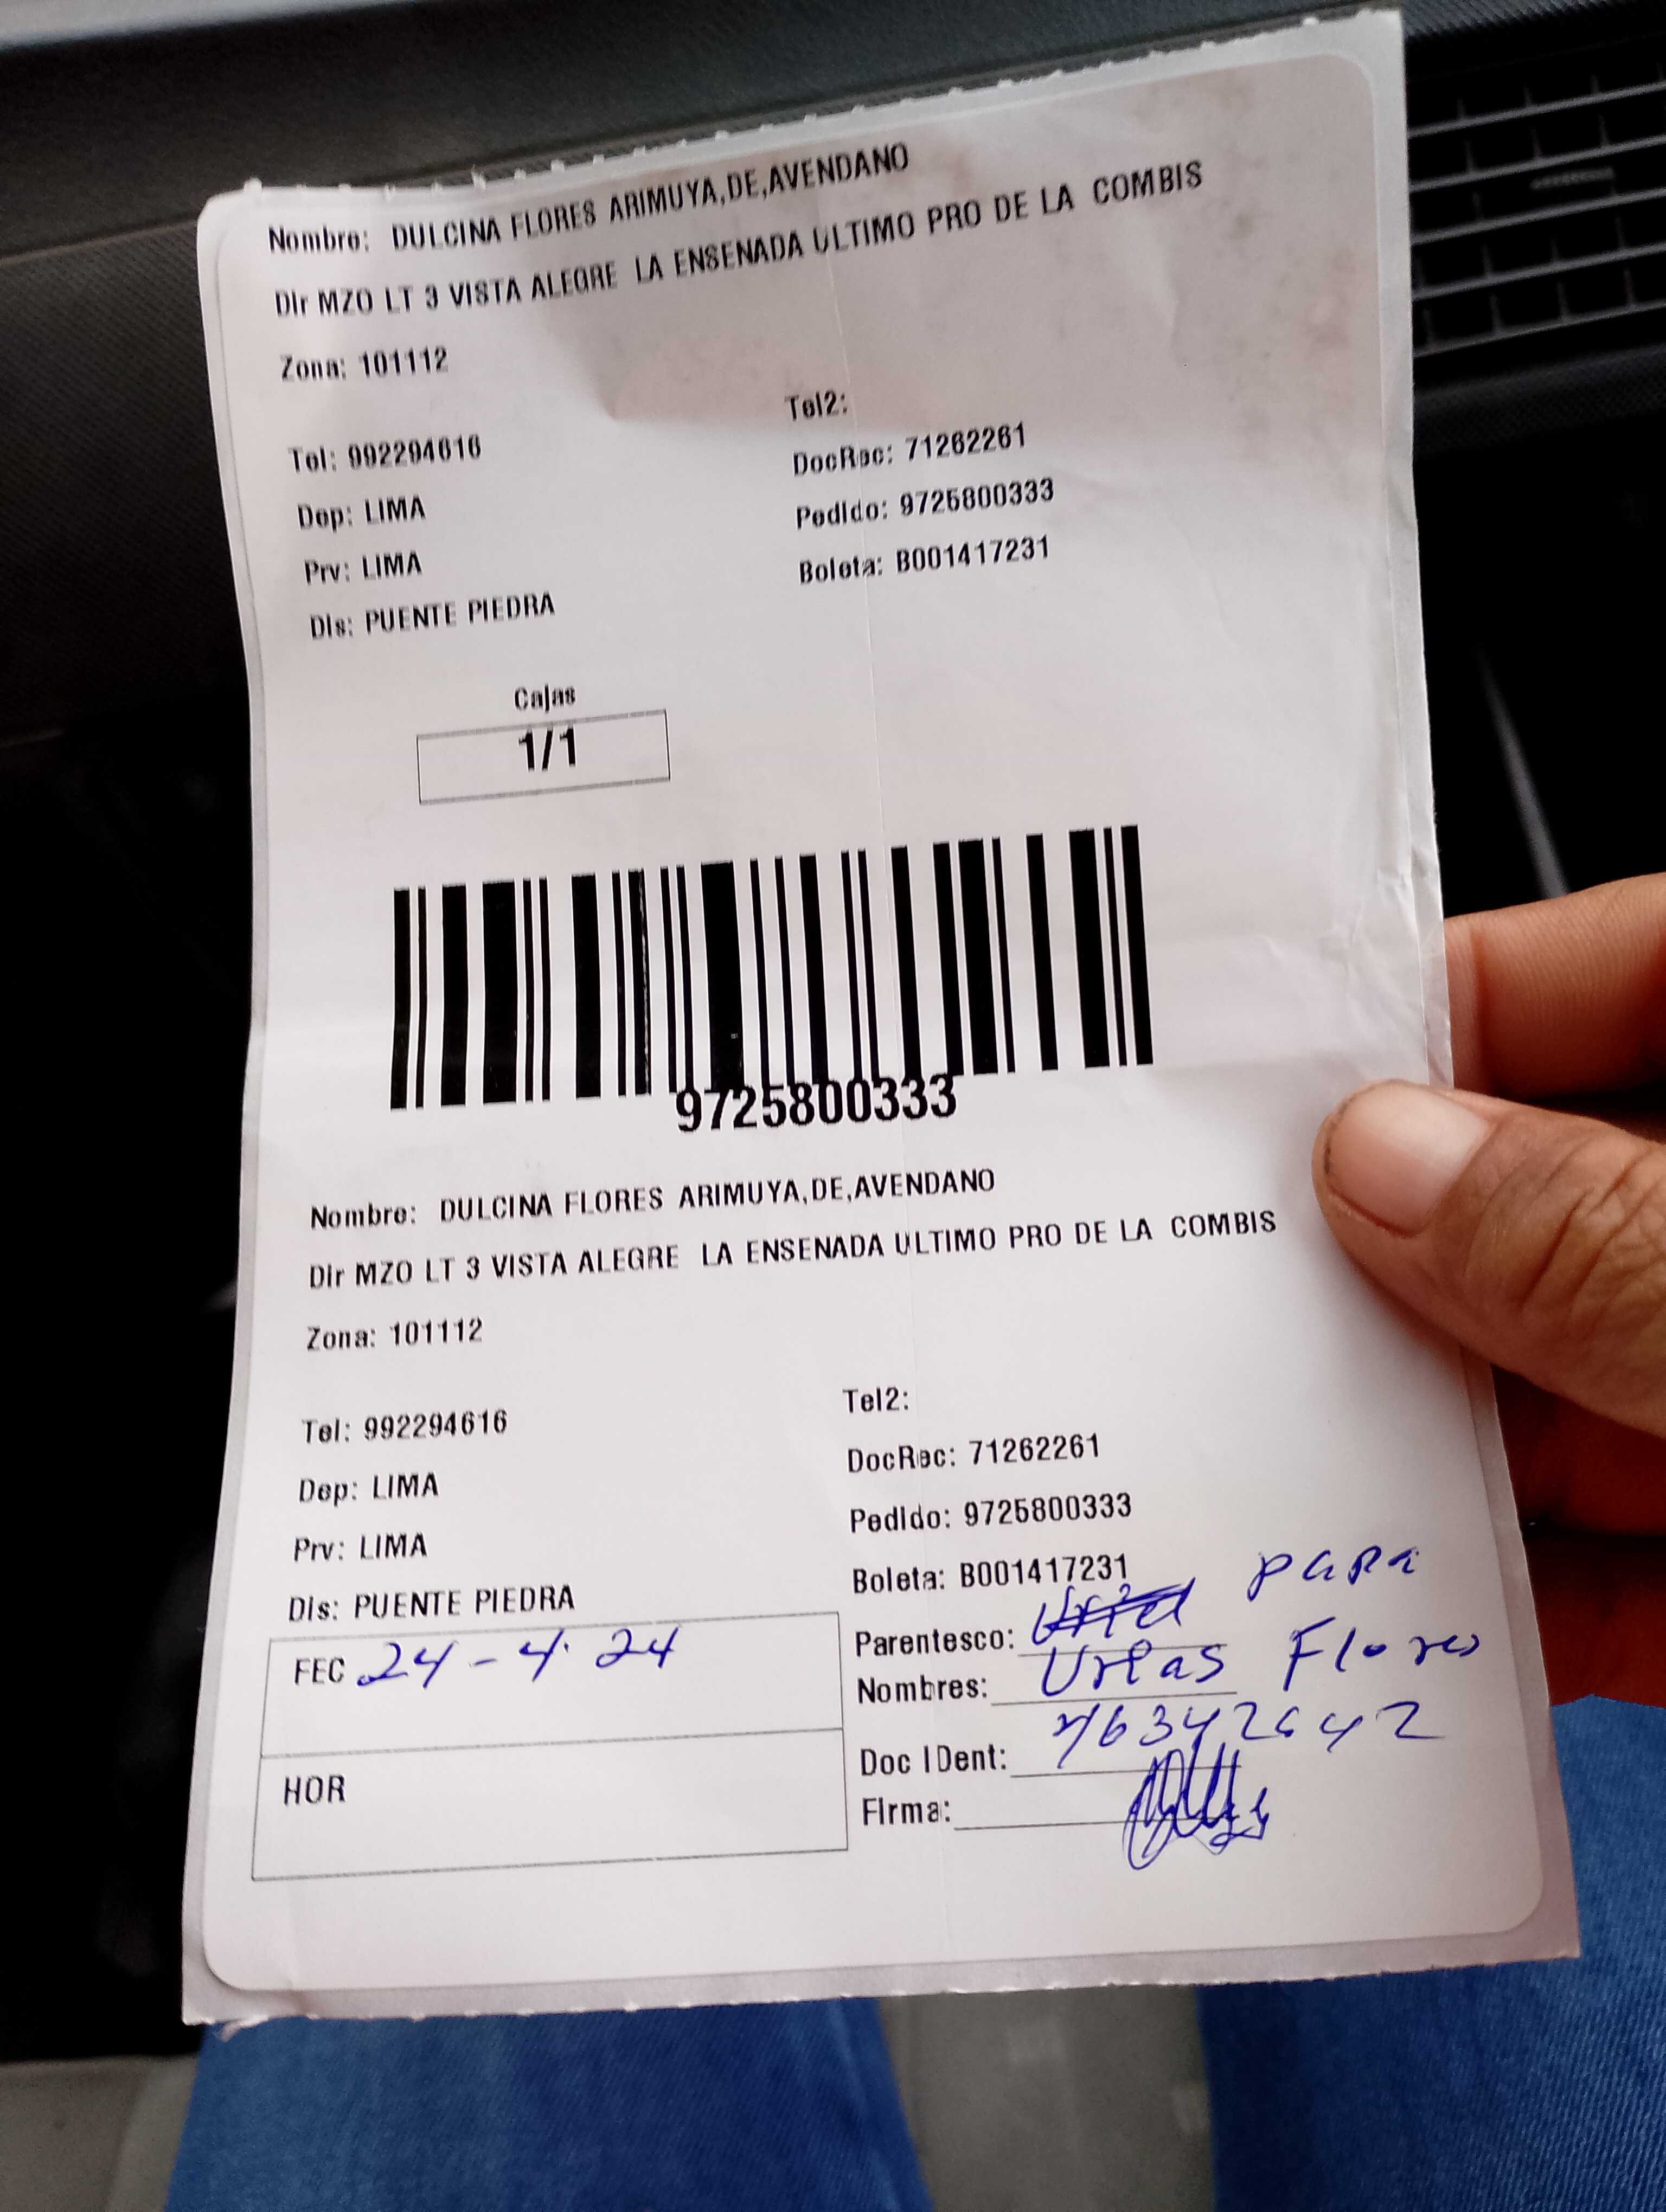 Nombre: DULCINA FLORES ARIMUYA,DE,AVENDANO
Dir MZO LT 3 VISTA ALEGRE LA ENSENADA ULTIMO PRO DE LA COMBIS
Zona: 101112
Tel2:
Tel: 992294616 DocRec: 71262261
Dep: LIMA Pedido: 9725800333
Prv: LIMA Boleta: B001417231
Dis: PUENTE PIEDRA
Cajas
1/1
9725800333
Nombre: DULCINA FLORES ARIMUYA,DE,AVENDANO
Dir MZO LT 3 VISTA ALEGRE LA ENSENADA ULTIMO PRO DE LA COMBIS
Zona: 101112
Tel2:
Tel: 992294616 DocRec: 71262261
Dep: LIMA Pedido: 9725800333
Prv: LIMA Boleta: B001417231
Dis: PUENTE PIEDRA
FEC 24-4.24
HOR
Parentesco: papa
Nombres: Urias Flores
Doc IDent:
Firma: